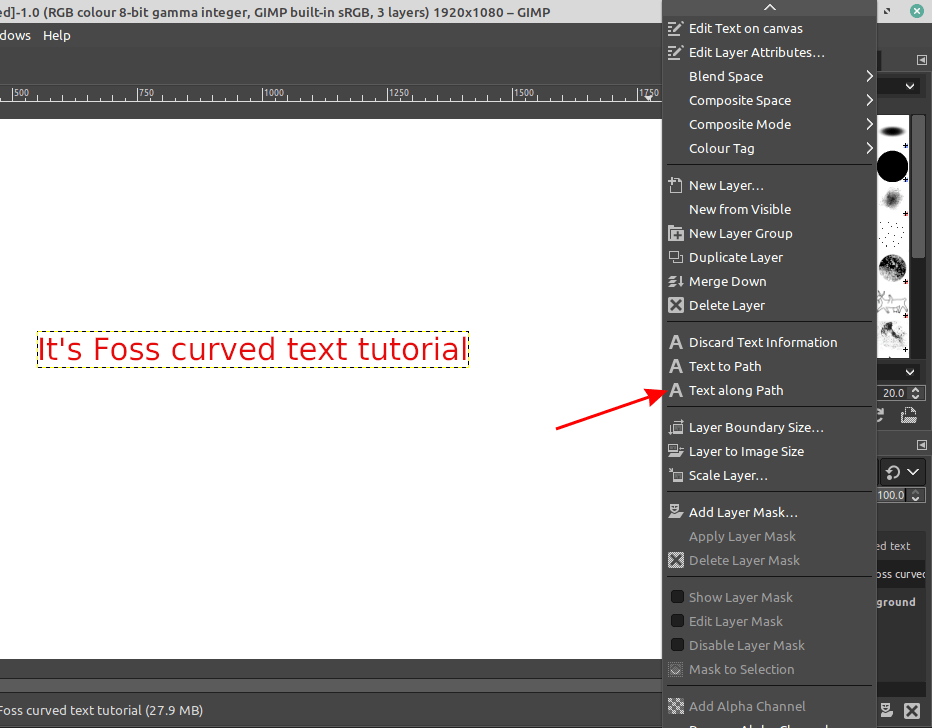 ed]-1.0 (RGB colour 8-bit gamma integer, GIMP built-in sRGB, 3 layers) 1920x1080 – GIMP
dows Help
500 750 1000 1250 1500 1750
It's Foss curved text tutorial
Edit Text on canvas
Edit Layer Attributes…
Blend Space
Composite Space
Composite Mode
Colour Tag
New Layer…
New from Visible
New Layer Group
Duplicate Layer
Merge Down
Delete Layer
Discard Text Information
Text to Path
Text along Path
Layer Boundary Size…
Layer to Image Size
Scale Layer…
Add Layer Mask…
Apply Layer Mask
Delete Layer Mask
Show Layer Mask
Edit Layer Mask
Disable Layer Mask
Mask to Selection
Add Alpha Channel
20.0
100.0
ed text
oss curved
ground
Foss curved text tutorial (27.9 MB)